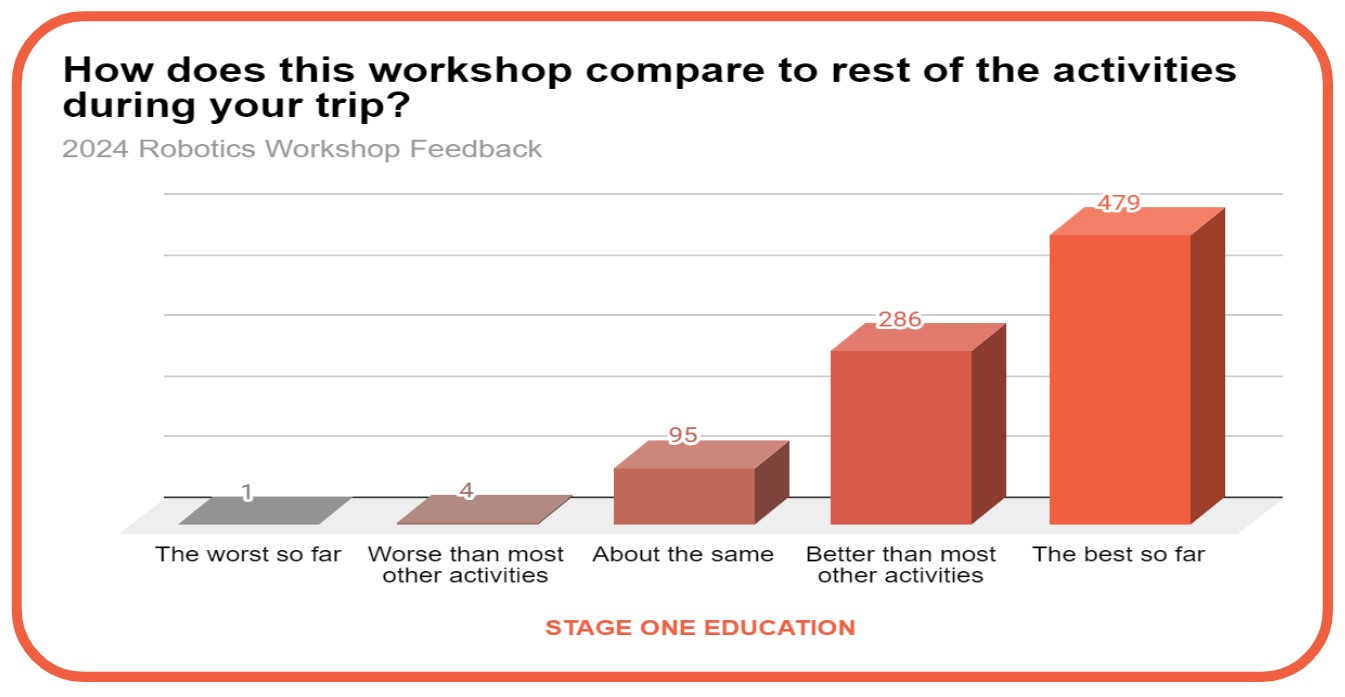 How does this workshop compare to rest of the activities
during your trip?
2024 Robotics Workshop Feedback
479
286
95
4
1
The worst so far
Worse than most
other activities
About the same
Better than most
other activities
The best so far
STAGE ONE EDUCATION